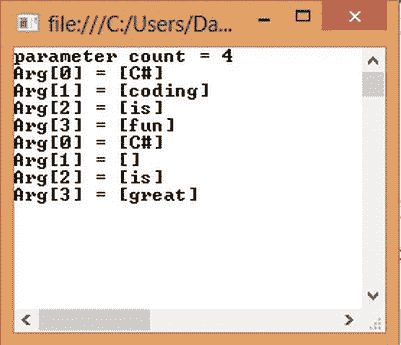 file:///C:/Users/Da...
parameter count = 4
Arg[0] = [C#]
Arg[1] = [coding]
Arg[2] = [is]
Arg[3] = [fun]
Arg[0] = [C#]
Arg[1] = []
Arg[2] = [is]
Arg[3] = [great]